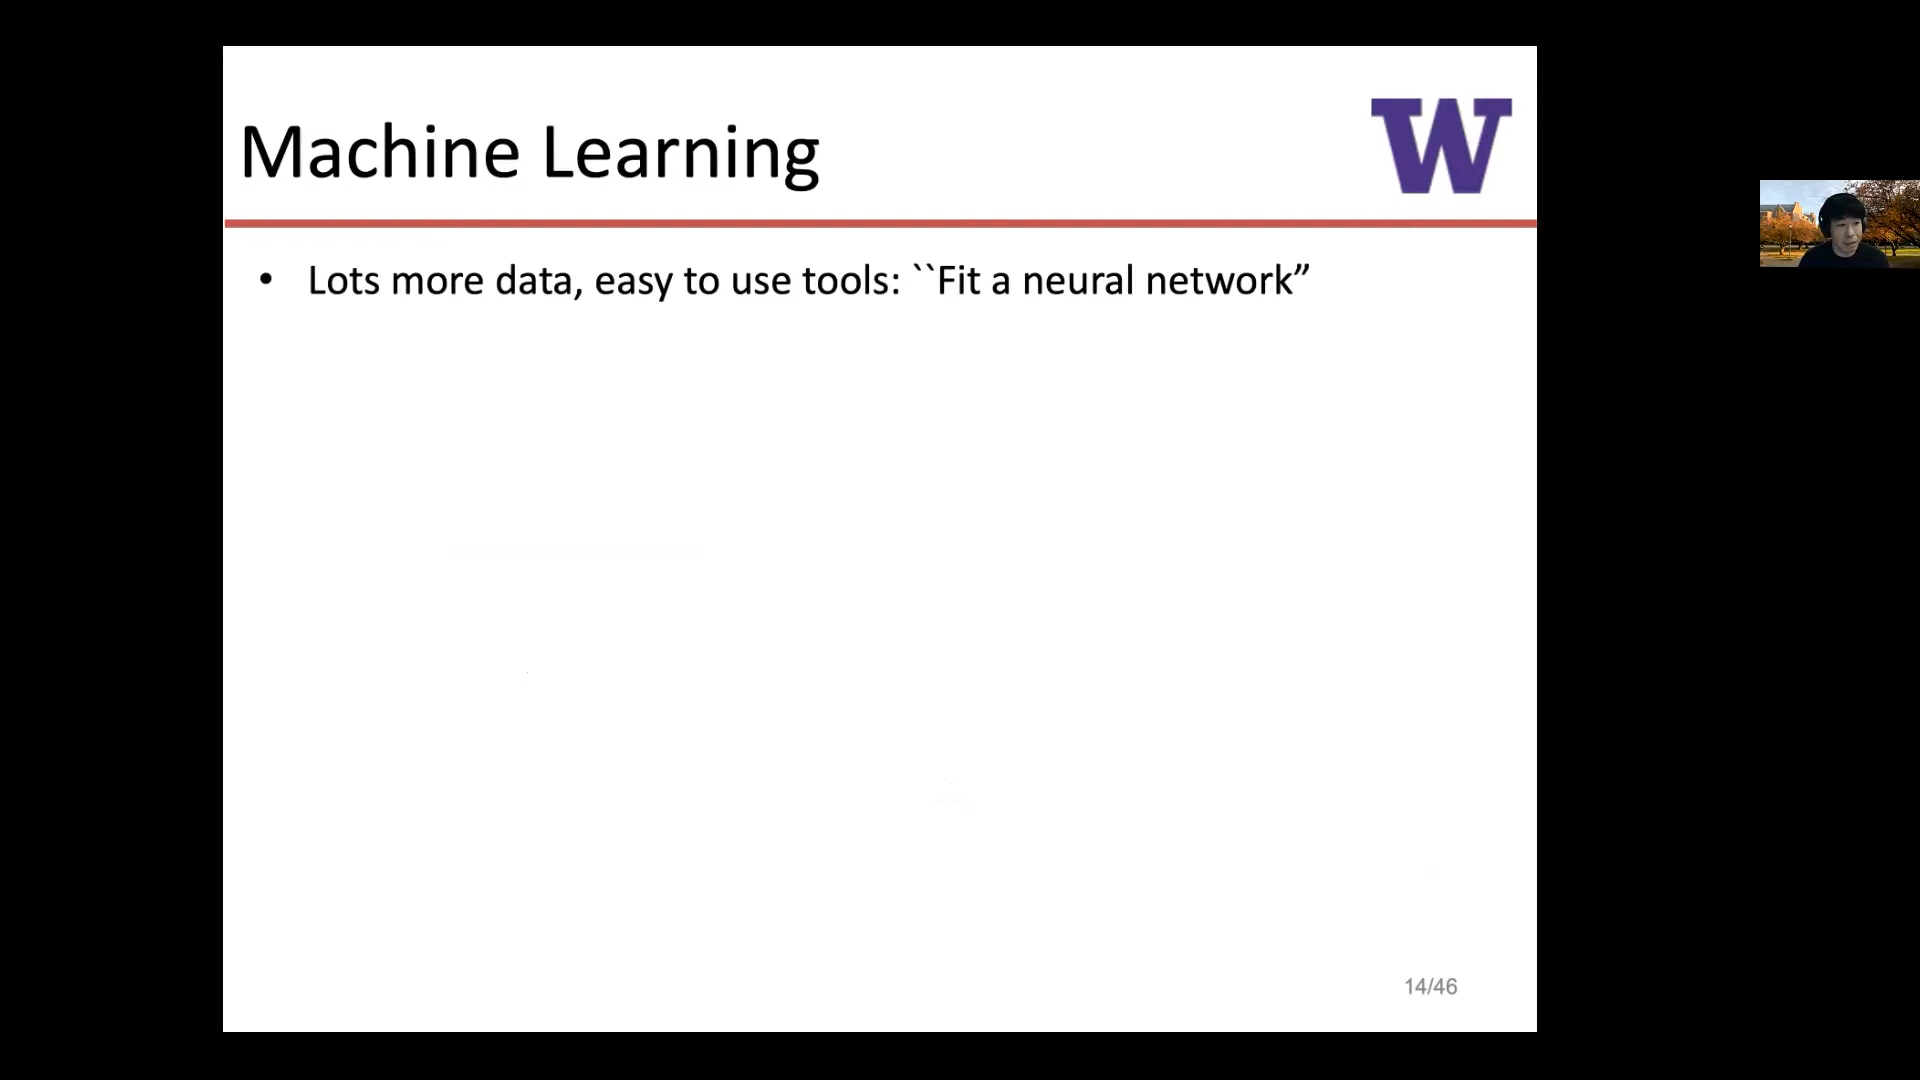 Machine Learning
W
• Lots more data, easy to use tools: ``Fit a neural network”
14/46